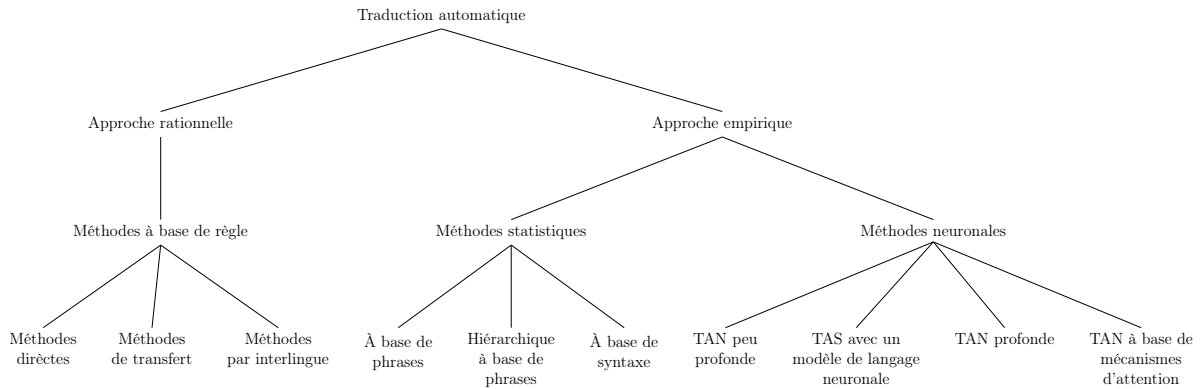 Traduction automatique
Approche rationnelle
Approche empirique
Méthodes à base de règle
Méthodes statistiques
Méthodes neuronales
Méthodes
dirèctes
Méthodes
de transfert
Méthodes
par interlingue
À base de
phrases
Hiérarchique
à base de
phrases
À base de
syntaxe
TAN peu
profonde
TAS avec un
modèle de langage
neuronale
TAN profonde
TAN à base de
mécanismes
d'attention